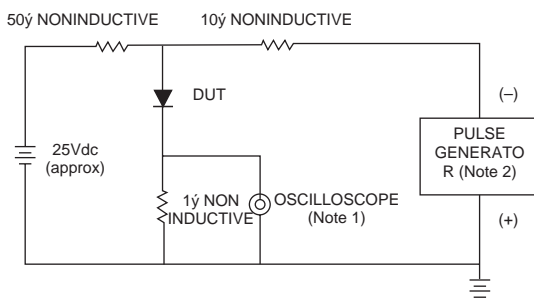 50ý NONINDUCTIVE
10ý NONINDUCTIVE
DUT
(–)
25Vdc
(approx)
PULSE
GENERATO
R (Note 2)
1ý NON
INDUCTIVE
OSCILLOSCOPE
(Note 1)
(+)